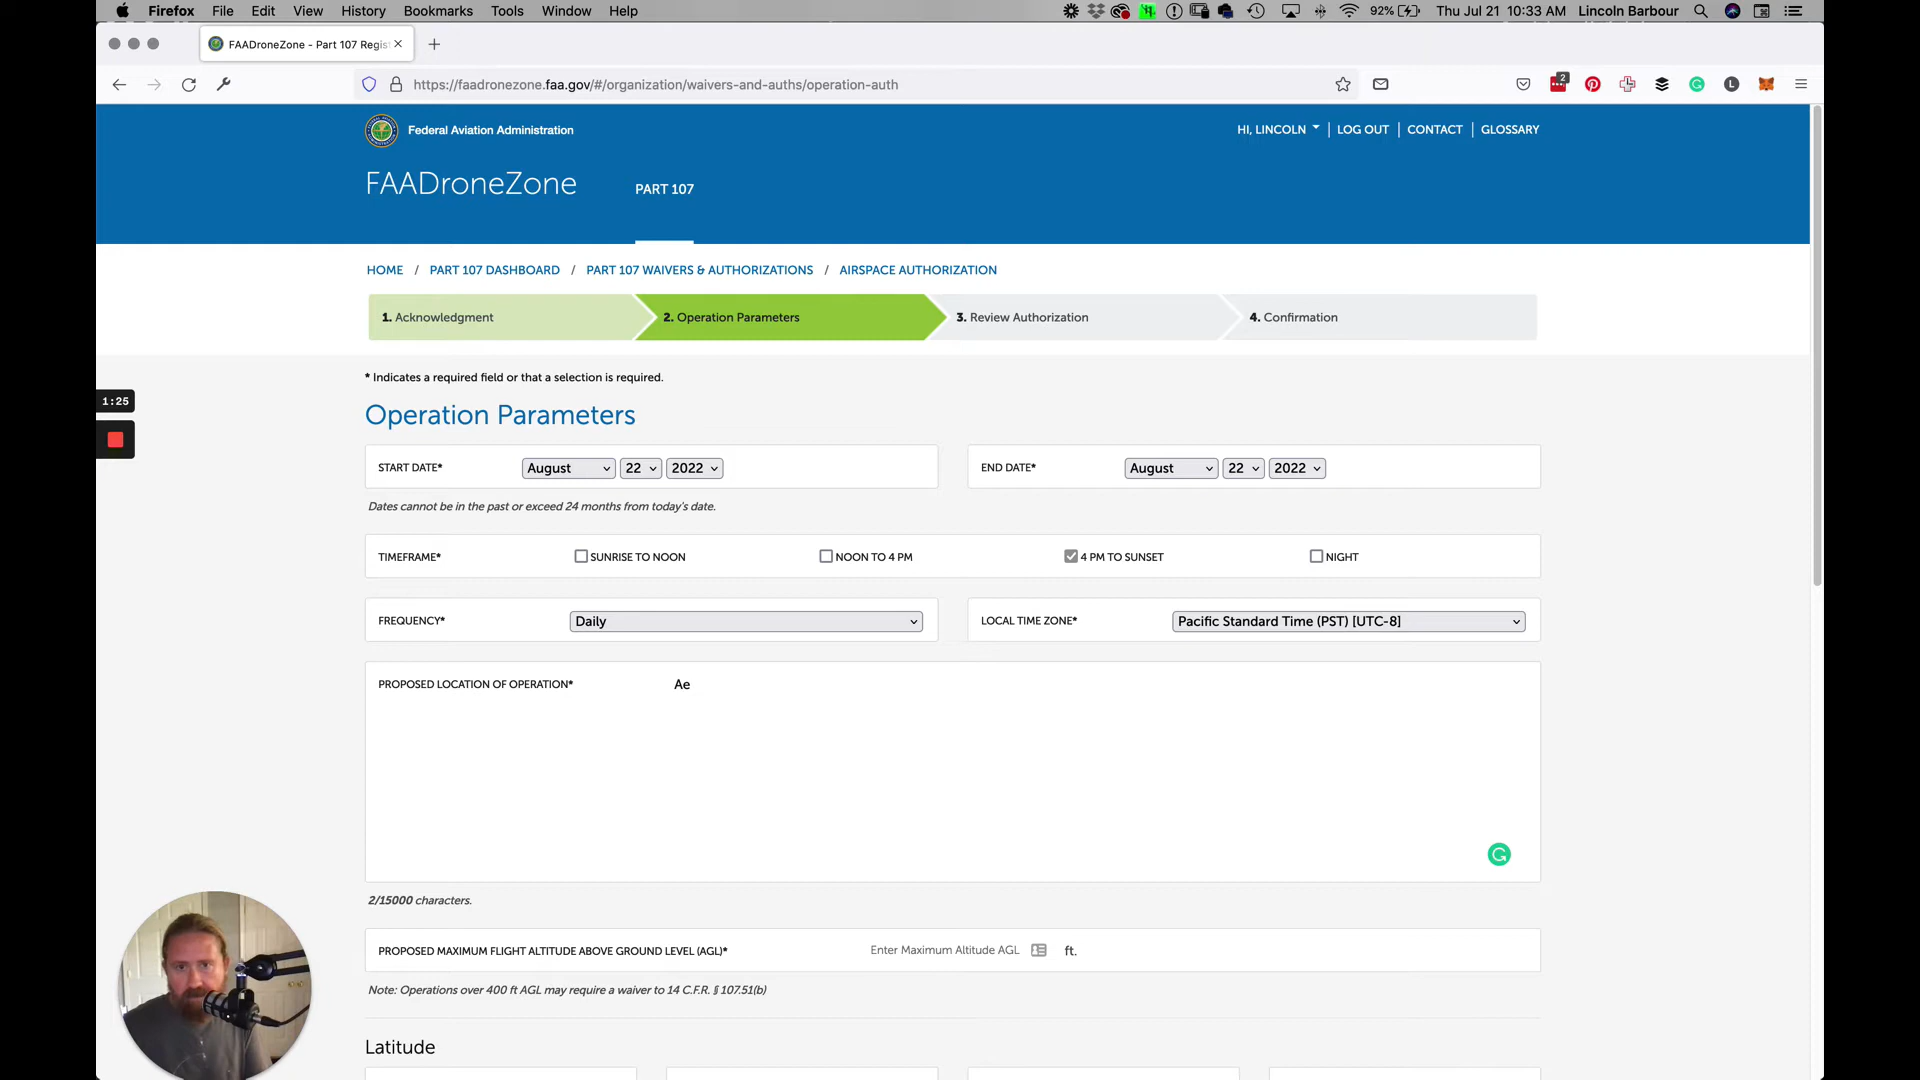 Firefox File Edit View History Bookmarks Tools Window Help 92% Thu Jul 21 10:33 AM Lincoln Barbour
FAADroneZone - Part 107 Regis
https://faadronezone.faa.gov/#/organization/waivers-and-auths/operation-auth 2 L
Federal Aviation Administration
HI, LINCOLN LOG OUT CONTACT GLOSSARY
FAADroneZone PART 107
HOME / PART 107 DASHBOARD / PART 107 WAIVERS & AUTHORIZATIONS / AIRSPACE AUTHORIZATION
1. Acknowledgment 2. Operation Parameters 3. Review Authorization 4. Confirmation
* Indicates a required field or that a selection is required.
1:25
Operation Parameters
START DATE* August 22 2022 END DATE* August 22 2022
Dates cannot be in the past or exceed 24 months from today's date.
TIMEFRAME* SUNRISE TO NOON NOON TO 4 PM 4 PM TO SUNSET NIGHT
FREQUENCY* Daily LOCAL TIME ZONE* Pacific Standard Time (PST) [UTC-8]
PROPOSED LOCATION OF OPERATION* Ae
2/15000 characters.
PROPOSED MAXIMUM FLIGHT ALTITUDE ABOVE GROUND LEVEL (AGL)* Enter Maximum Altitude AGL ft.
Note: Operations over 400 ft AGL may require a waiver to 14 C.F.R. § 107.51(b)
Latitude